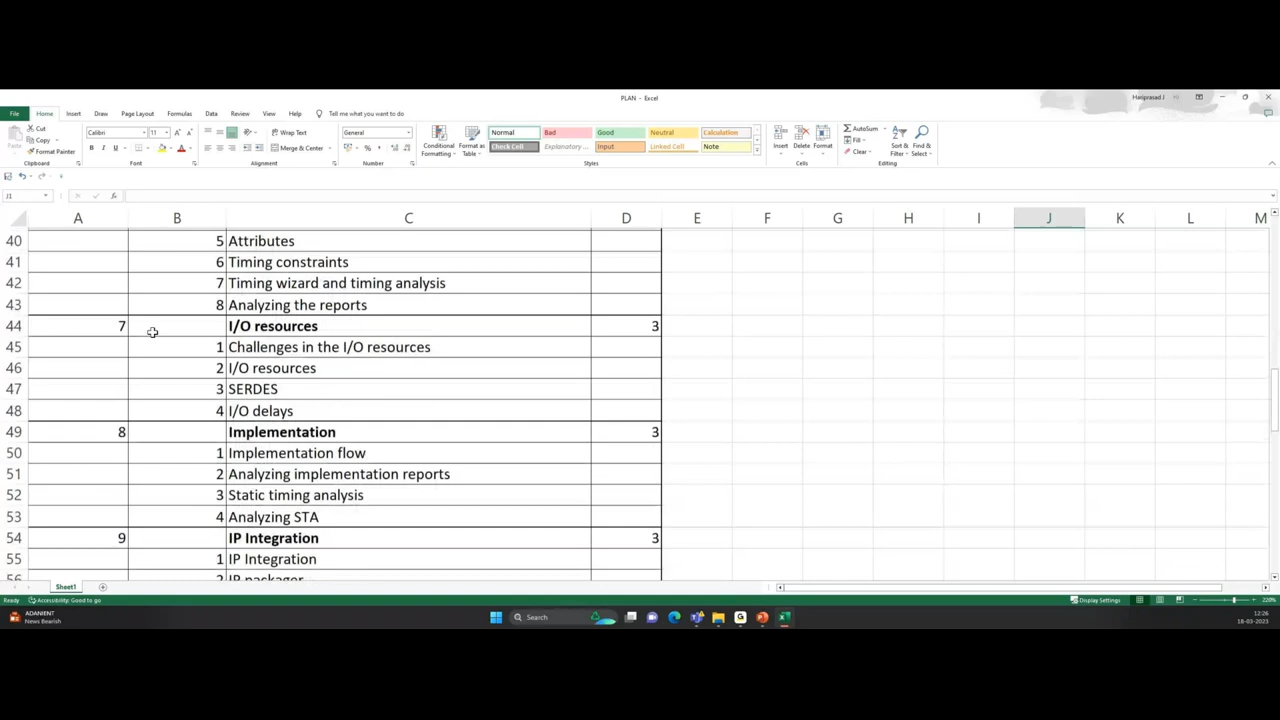 PLAN - Excel
Hariprasad J
File Home Insert Draw Page Layout Formulas Data Review View Help Tell me what you want to do
Paste Cut Copy Format Painter Clipboard
Calibri 11 A A B I U A Font
Wrap Text Merge & Center Alignment
General % Number
Conditional Formatting Format as Table
Normal Bad Good Neutral Calculation
Check Cell Explanatory ... Input Linked Cell Note
Styles
Insert Delete Format Cells
AutoSum Fill Clear Sort & Filter Find & Select Editing
J1 fx
A B C D E F G H I J K L M
40 5 Attributes
41 6 Timing constraints
42 7 Timing wizard and timing analysis
43 8 Analyzing the reports
44 7 I/O resources 3
45 1 Challenges in the I/O resources
46 2 I/O resources
47 3 SERDES
48 4 I/O delays
49 8 Implementation 3
50 1 Implementation flow
51 2 Analyzing implementation reports
52 3 Static timing analysis
53 4 Analyzing STA
54 9 IP Integration 3
55 1 IP Integration
56 2 IP packager
Sheet1
Ready Accessibility: Good to go Display Settings 220%
ADANIENT
News Bearish
Search
12:26
18-03-2023